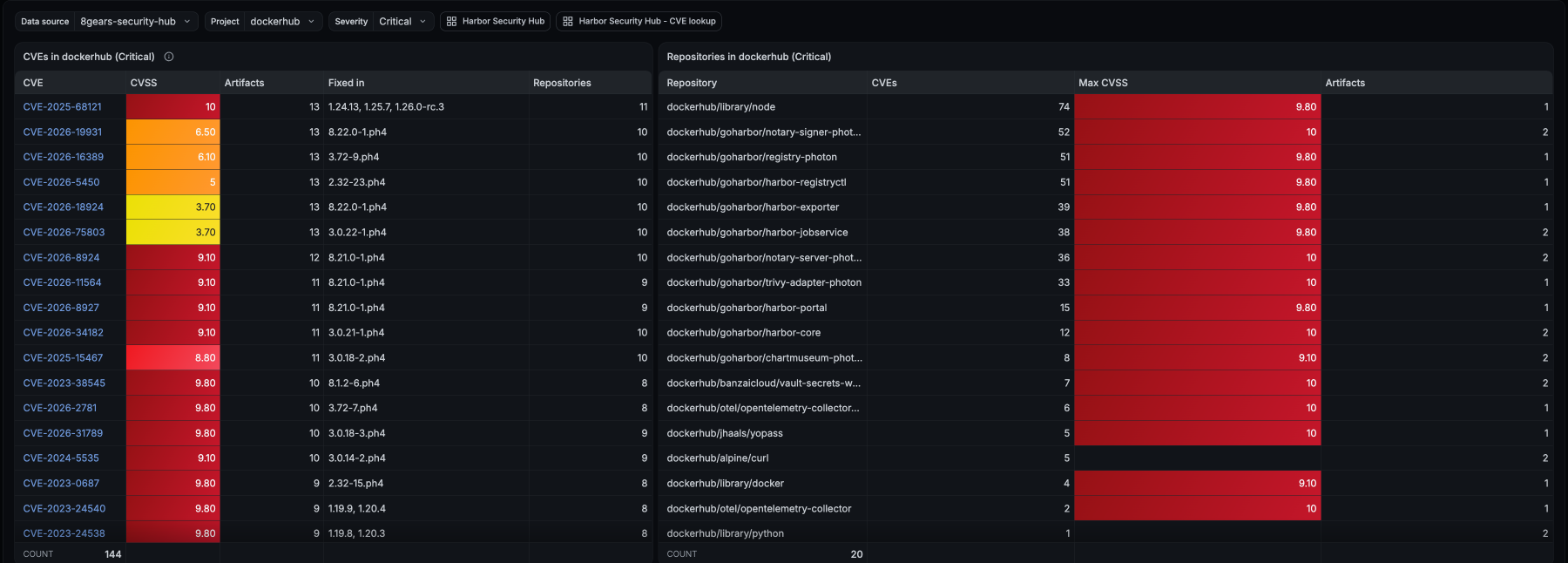 Data source 8gears-security-hub Project dockerhub Severity Critical Harbor Security Hub Harbor Security Hub - CVE lookup
CVEs in dockerhub (Critical)
CVE CVSS Artifacts Fixed in Repositories
CVE-2025-68121 10 13 1.24.13, 1.25.7, 1.26.0-rc.3 11
CVE-2026-19931 6.50 13 8.22.0-1.ph4 10
CVE-2026-16389 6.10 13 3.72-9.ph4 10
CVE-2026-5450 5 13 2.32-23.ph4 10
CVE-2026-18924 3.70 13 8.22.0-1.ph4 10
CVE-2026-75803 3.70 13 3.0.22-1.ph4 10
CVE-2026-8924 9.10 12 8.21.0-1.ph4 10
CVE-2026-11564 9.10 11 8.21.0-1.ph4 9
CVE-2026-8927 9.10 11 8.21.0-1.ph4 9
CVE-2026-34182 9.10 11 3.0.21-1.ph4 10
CVE-2025-15467 8.80 11 3.0.18-2.ph4 10
CVE-2023-38545 9.80 10 8.1.2-6.ph4 8
CVE-2026-2781 9.80 10 3.72-7.ph4 8
CVE-2026-31789 9.80 10 3.0.18-3.ph4 9
CVE-2024-5535 9.10 10 3.0.14-2.ph4 9
CVE-2023-0687 9.80 9 2.32-15.ph4 8
CVE-2023-24540 9.80 9 1.19.9, 1.20.4 8
CVE-2023-24538 9.80 9 1.19.8, 1.20.3 8
COUNT 144
Repositories in dockerhub (Critical)
Repository CVEs Max CVSS Artifacts
dockerhub/library/node 74 9.80 1
dockerhub/goharbor/notary-signer-phot... 52 10 2
dockerhub/goharbor/registry-photon 51 9.80 1
dockerhub/goharbor/harbor-registryctl 51 9.80 1
dockerhub/goharbor/harbor-exporter 39 9.80 1
dockerhub/goharbor/harbor-jobservice 38 9.80 2
dockerhub/goharbor/notary-server-phot... 36 10 2
dockerhub/goharbor/trivy-adapter-photon 33 10 1
dockerhub/goharbor/harbor-portal 15 9.80 1
dockerhub/goharbor/harbor-core 12 10 2
dockerhub/goharbor/chartmuseum-phot... 8 9.10 2
dockerhub/banzaicloud/vault-secrets-w... 7 10 2
dockerhub/otel/opentelemetry-collector... 6 10 1
dockerhub/jhaals/yopass 5 10 1
dockerhub/alpine/curl 5 2
dockerhub/library/docker 4 9.10 1
dockerhub/otel/opentelemetry-collector 2 10 1
dockerhub/library/python 1 2
COUNT 20